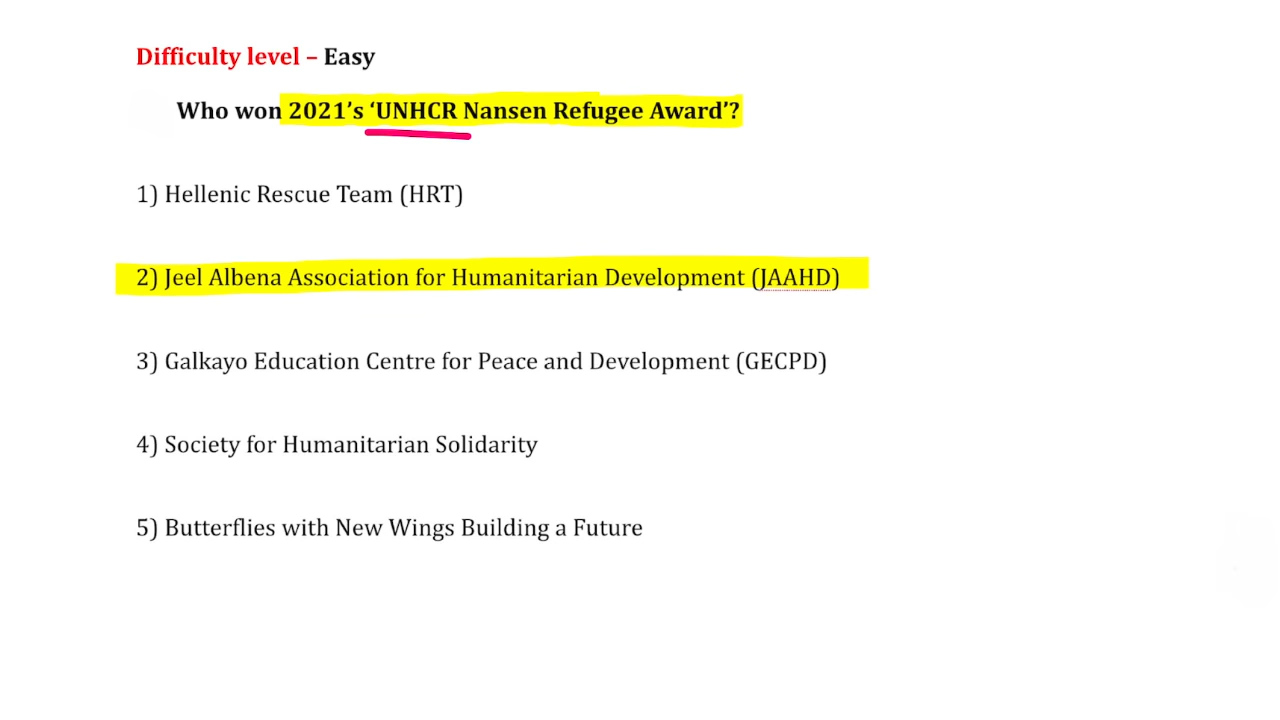 Difficulty level – Easy
Who won 2021’s ‘UNHCR Nansen Refugee Award’?
1) Hellenic Rescue Team (HRT)
2) Jeel Albena Association for Humanitarian Development (JAAHD)
3) Galkayo Education Centre for Peace and Development (GECPD)
4) Society for Humanitarian Solidarity
5) Butterflies with New Wings Building a Future